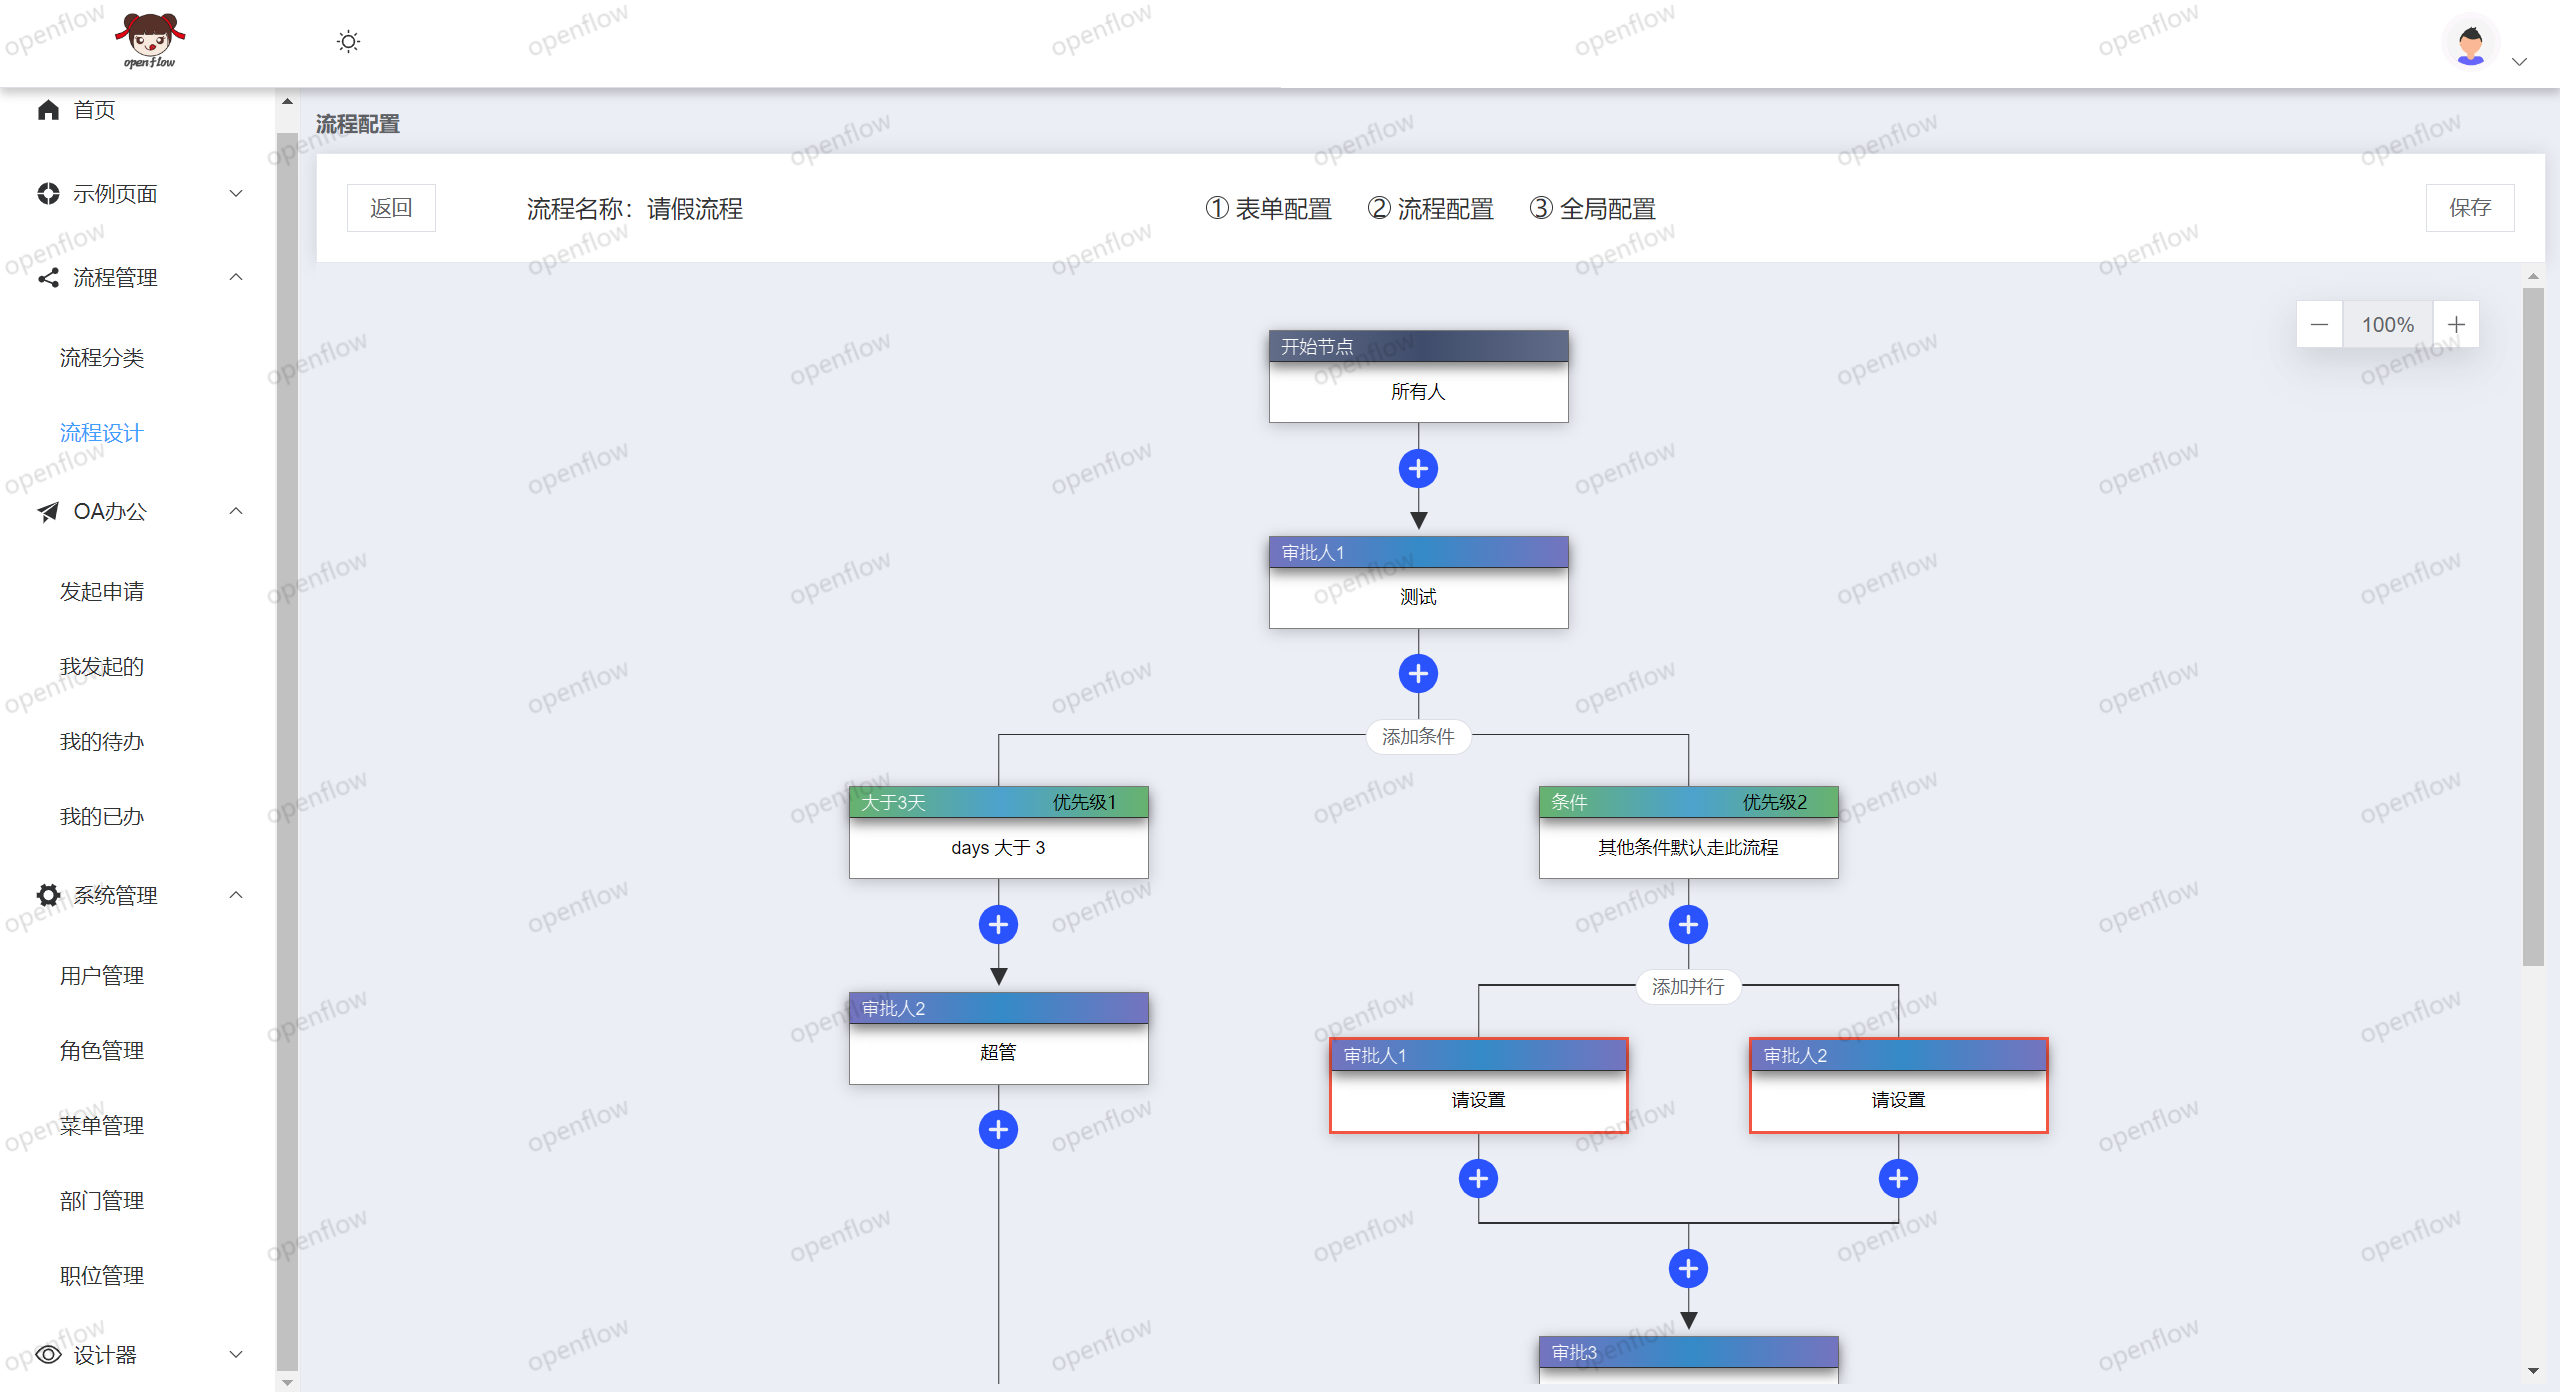 openflow
首页
示例页面
流程管理
流程分类
流程设计
OA办公
发起申请
我发起的
我的待办
我的已办
系统管理
用户管理
角色管理
菜单管理
部门管理
职位管理
设计器
流程配置
返回
流程名称：请假流程
① 表单配置
② 流程配置
③ 全局配置
保存
100%
开始节点
所有人
审批人1
测试
添加条件
大于3天 优先级1
days 大于 3
条件 优先级2
其他条件默认走此流程
审批人2
超管
添加并行
审批人1
请设置
审批人2
请设置
审批3